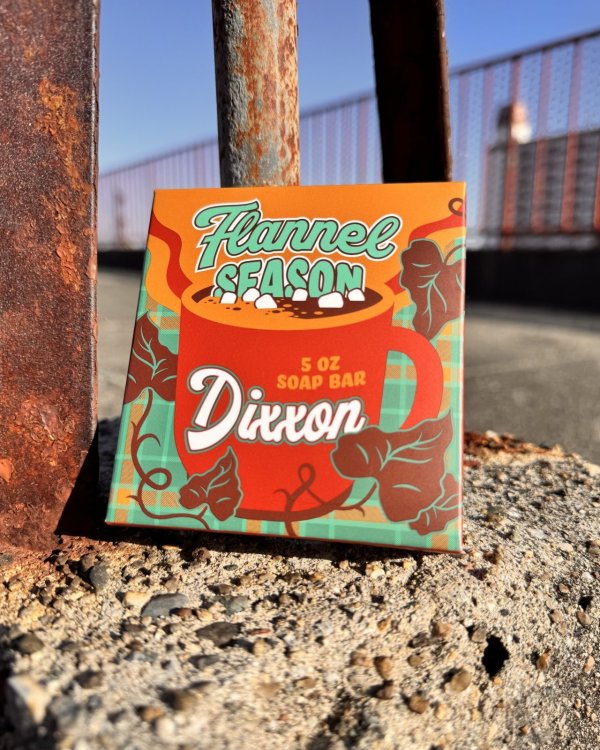 Flannel
SEASON
5 OZ
SOAP BAR
Dixxon